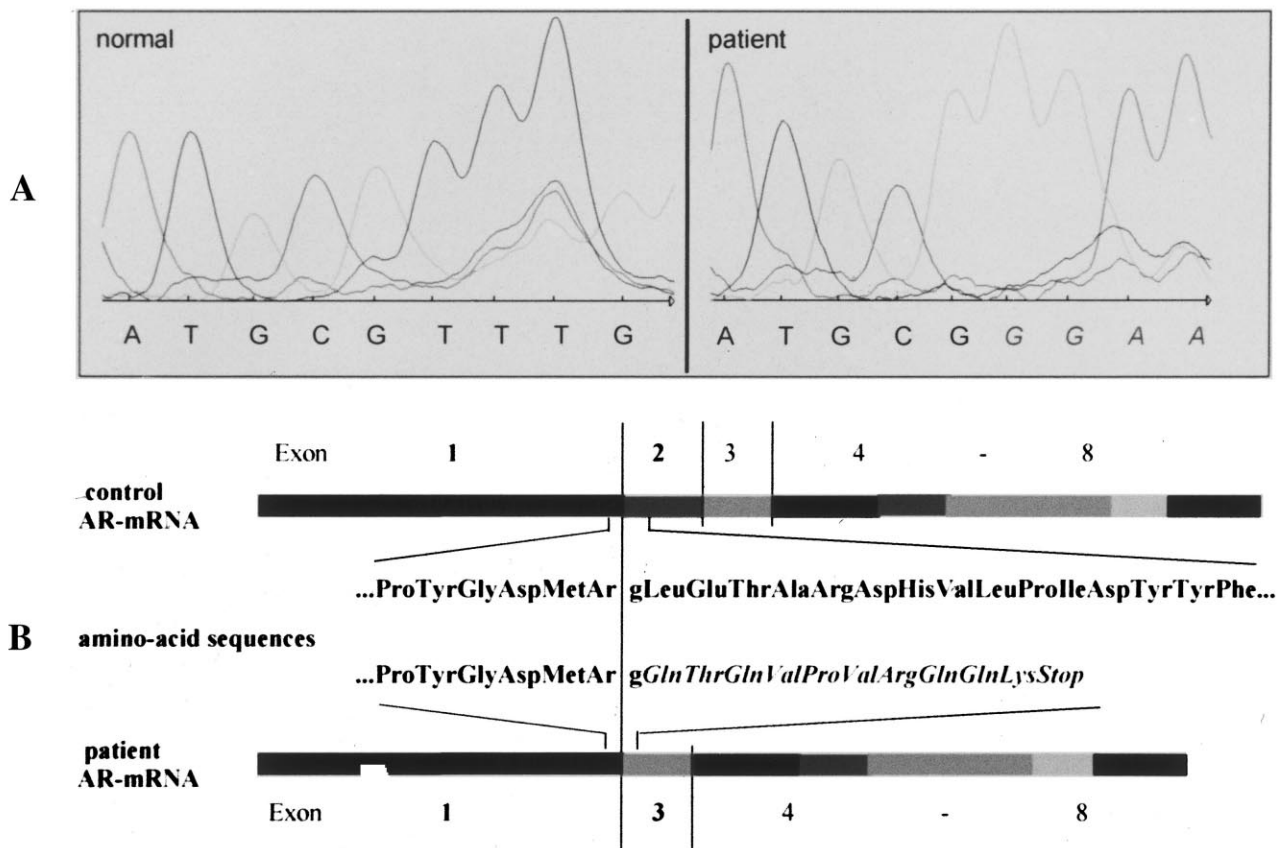 normal patient
A
A T G C G T T T G A T G C G G G A A
Exon 1 2 3 4 - 8
control
AR-mRNA
...ProTyrGlyAspMetAr gLeuGluThrAlaArgAspHisValLeuProIleAspTyrTyrPhe...
B amino-acid sequences
...ProTyrGlyAspMetAr gGlnThrGlnValProValArgGlnGlnLysStop
patient
AR-mRNA
Exon 1 3 4 - 8